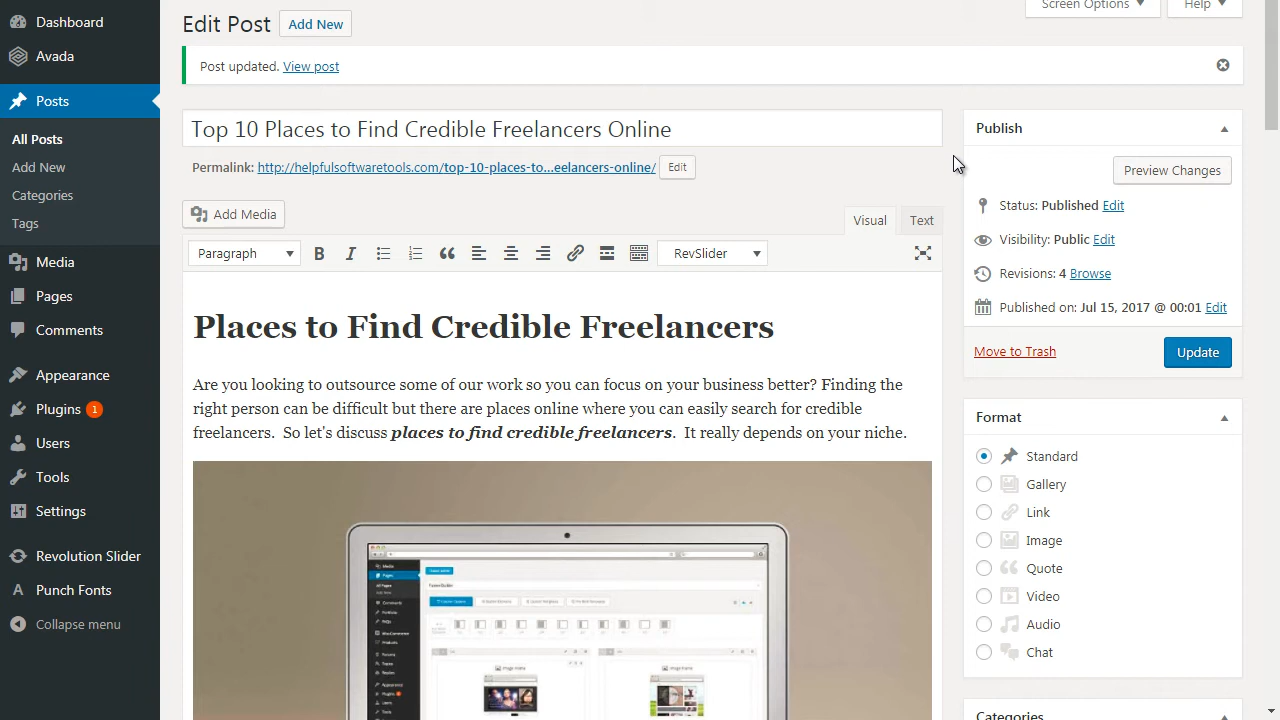 Dashboard
Avada
Posts
All Posts
Add New
Categories
Tags
Media
Pages
Comments
Appearance
Plugins 1
Users
Tools
Settings
Revolution Slider
Punch Fonts
Collapse menu
Screen Options
Help
Edit Post Add New
Post updated. View post
Top 10 Places to Find Credible Freelancers Online
Permalink: http://helpfulsoftwaretools.com/top-10-places-to...eelancers-online/ Edit
Add Media
Visual Text
Paragraph
RevSlider
Places to Find Credible Freelancers
Are you looking to outsource some of our work so you can focus on your business better? Finding the
right person can be difficult but there are places online where you can easily search for credible
freelancers.  So let's discuss places to find credible freelancers.  It really depends on your niche.
Publish
Preview Changes
Status: Published Edit
Visibility: Public Edit
Revisions: 4 Browse
Published on: Jul 15, 2017 @ 00:01 Edit
Move to Trash
Update
Format
Standard
Gallery
Link
Image
Quote
Video
Audio
Chat
Categories